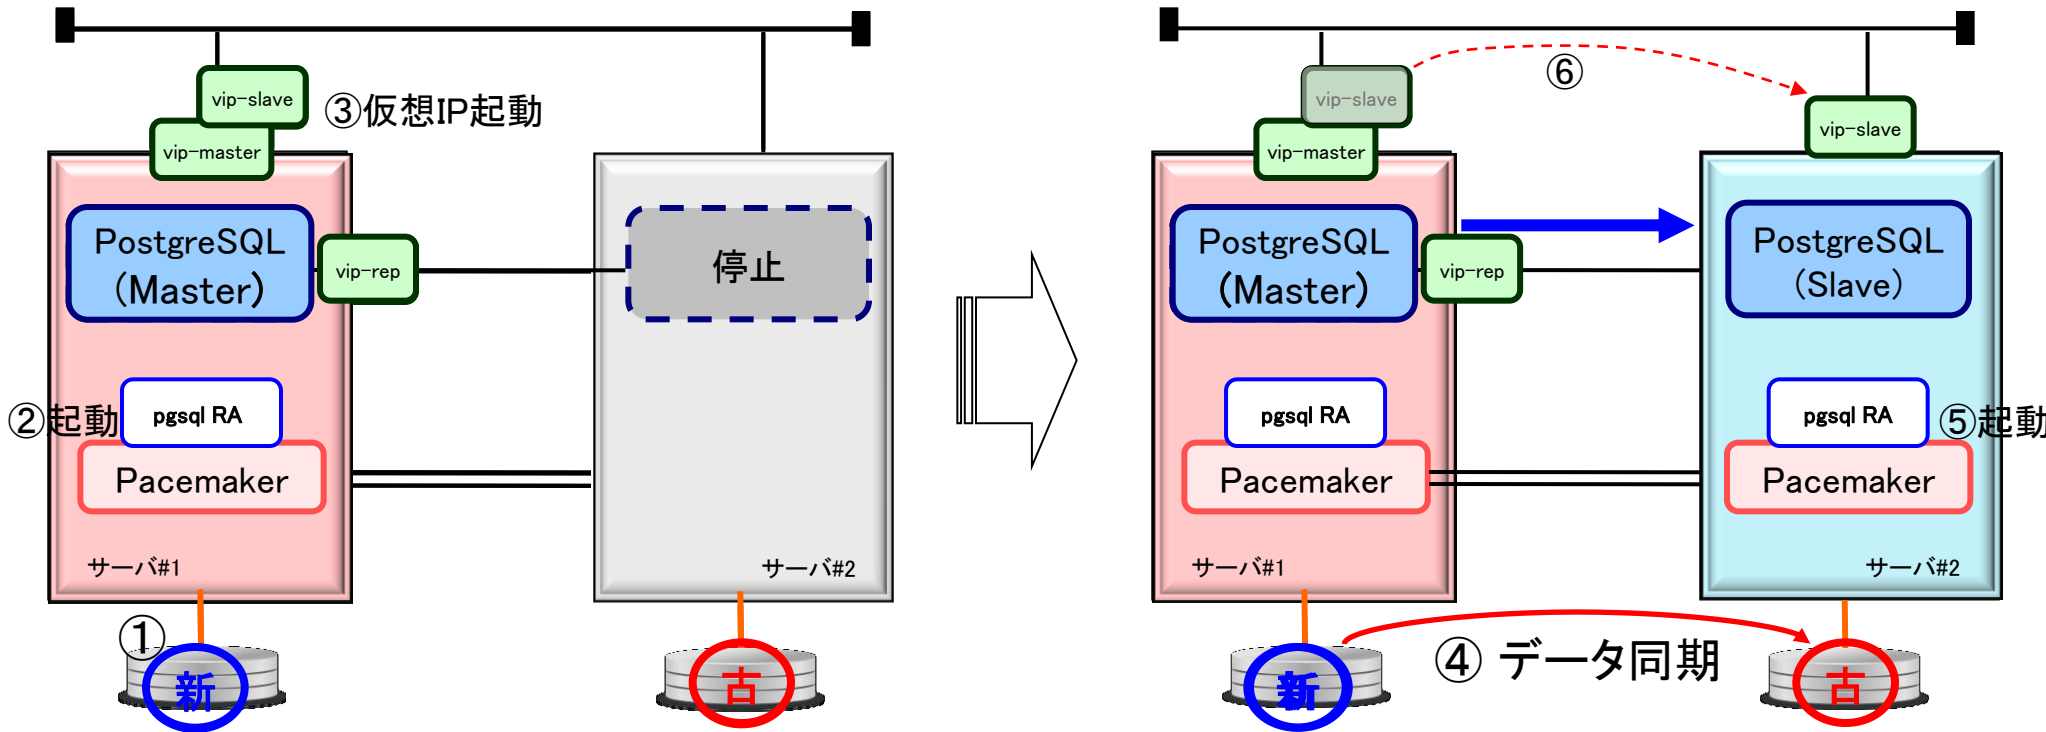 vip-slave
③仮想IP起動
vip-master
PostgreSQL
(Master)
vip-rep
停止
②起動
pgsql RA
Pacemaker
サーバ#1
サーバ#2
①
新
古
⑥
vip-slave
vip-slave
vip-master
PostgreSQL
(Master)
vip-rep
PostgreSQL
(Slave)
pgsql RA
Pacemaker
pgsql RA
⑤起動
Pacemaker
サーバ#1
サーバ#2
④ データ同期
新
古